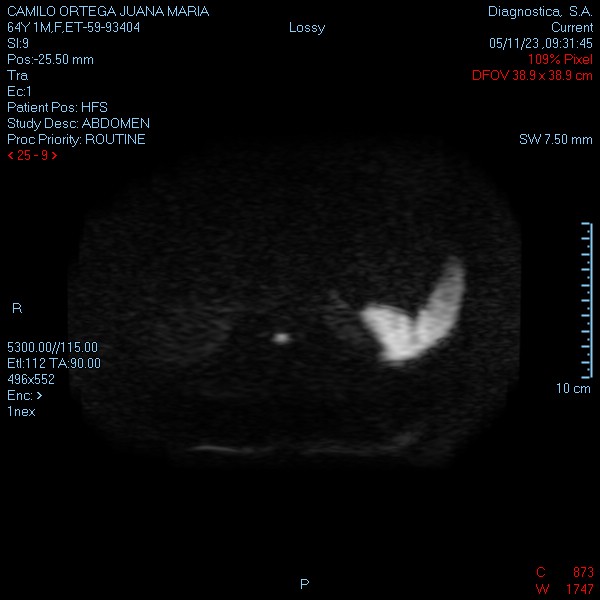 CAMILO ORTEGA JUANA MARIA
64Y 1M,F,ET-59-93404
Sl:9
Pos:-25.50 mm
Tra
Ec:1
Patient Pos: HFS
Study Desc: ABDOMEN
Proc Priority: ROUTINE
< 25 - 9 >
Lossy
Diagnostica, S.A.
Current
05/11/23 ,09:31:45
109% Pixel
DFOV 38.9 x 38.9 cm
SW 7.50 mm
R
5300.00//115.00
Etl:112 TA:90.00
496x552
Enc: >
1nex
10 cm
P
C 873
W 1747